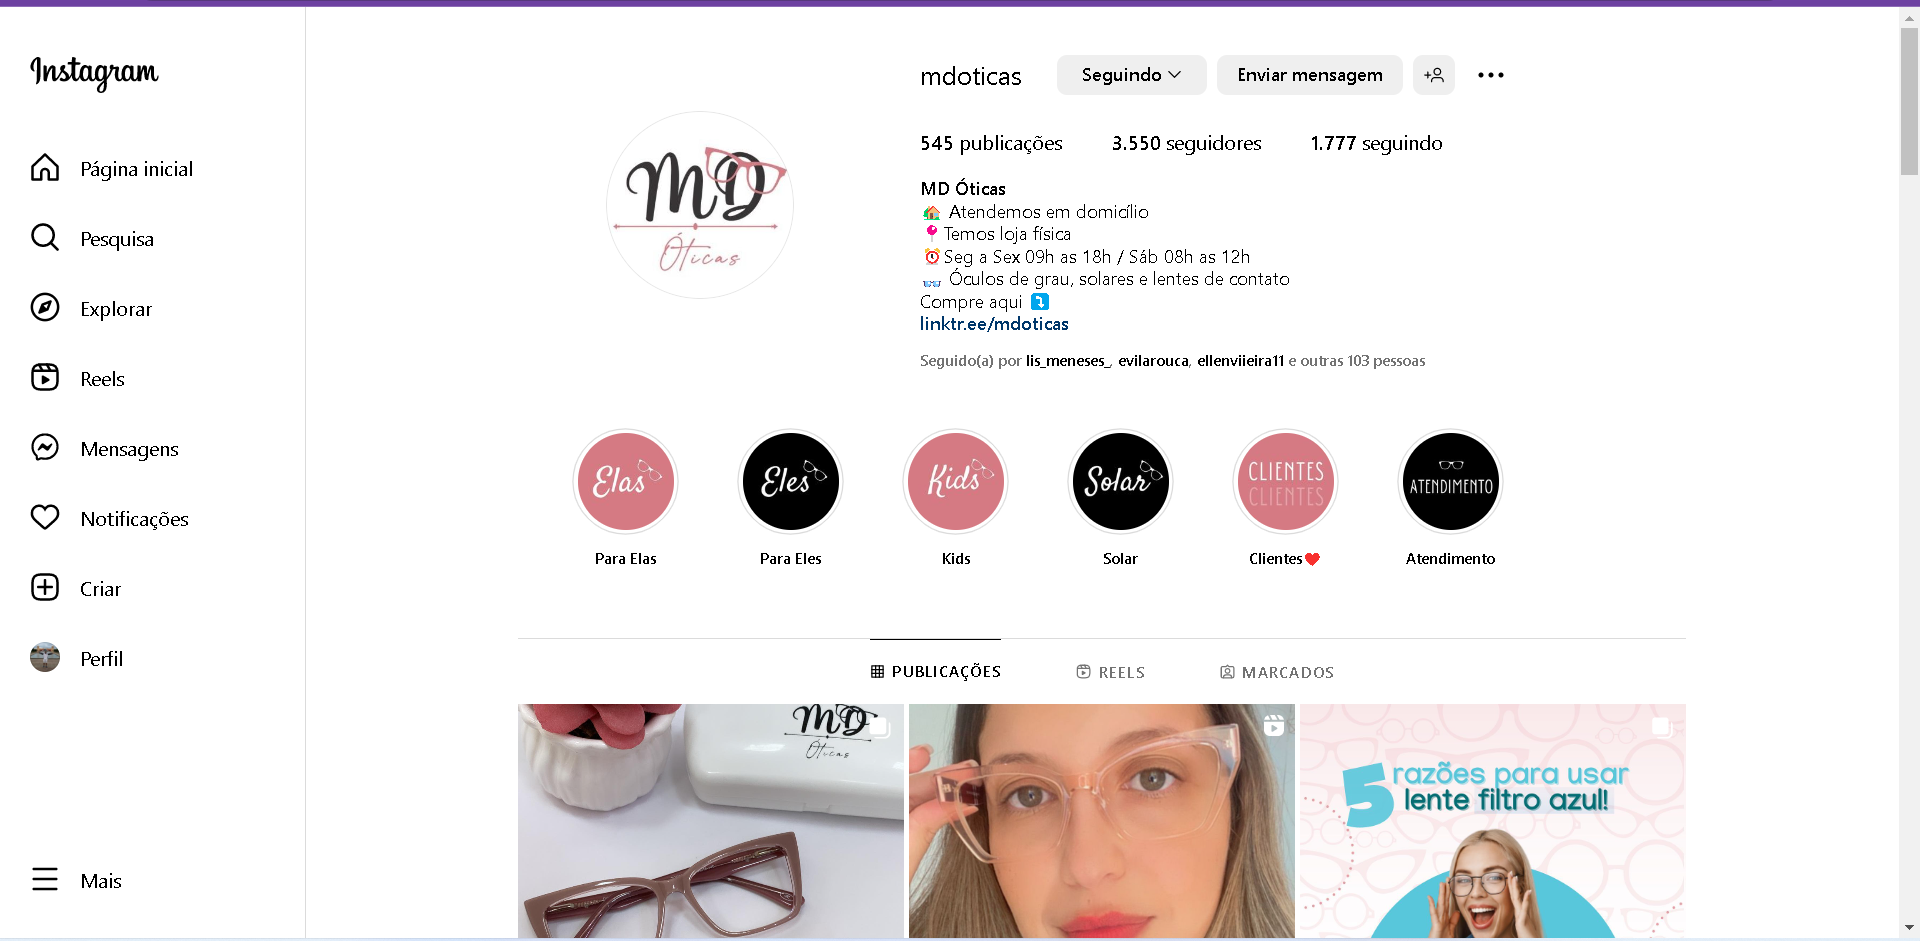 Instagram
Página inicial
Pesquisa
Explorar
Reels
Mensagens
Notificações
Criar
Perfil
Mais
mdoticas
Seguindo
Enviar mensagem
545 publicações 3.550 seguidores 1.777 seguindo
MD
Óticas
MD Óticas
Atendemos em domicílio
Temos loja física
Seg a Sex 09h as 18h / Sáb 08h as 12h
Óculos de grau, solares e lentes de contato
Compre aqui
linktr.ee/mdoticas
Seguido(a) por lis_meneses_, evilarouca, ellenviieira11 e outras 103 pessoas
Elas
Eles
Kids
Solar
CLIENTES
CLIENTES
ATENDIMENTO
Para Elas
Para Eles
Kids
Solar
Clientes
Atendimento
PUBLICAÇÕES
REELS
MARCADOS
MD
Óticas
5 razões para usar
lente filtro azul!